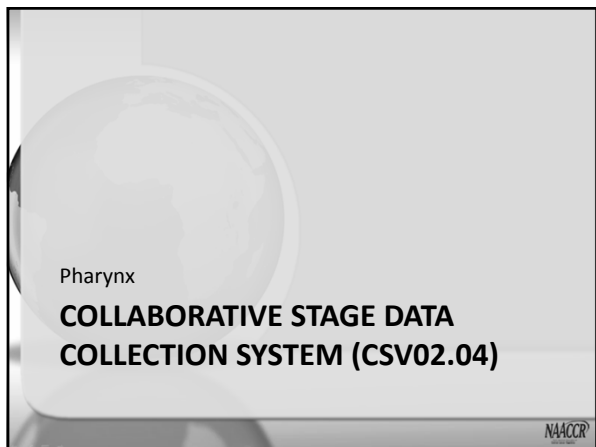 Pharynx
COLLABORATIVE STAGE DATA
COLLECTION SYSTEM (CSV02.04)
NAACCR